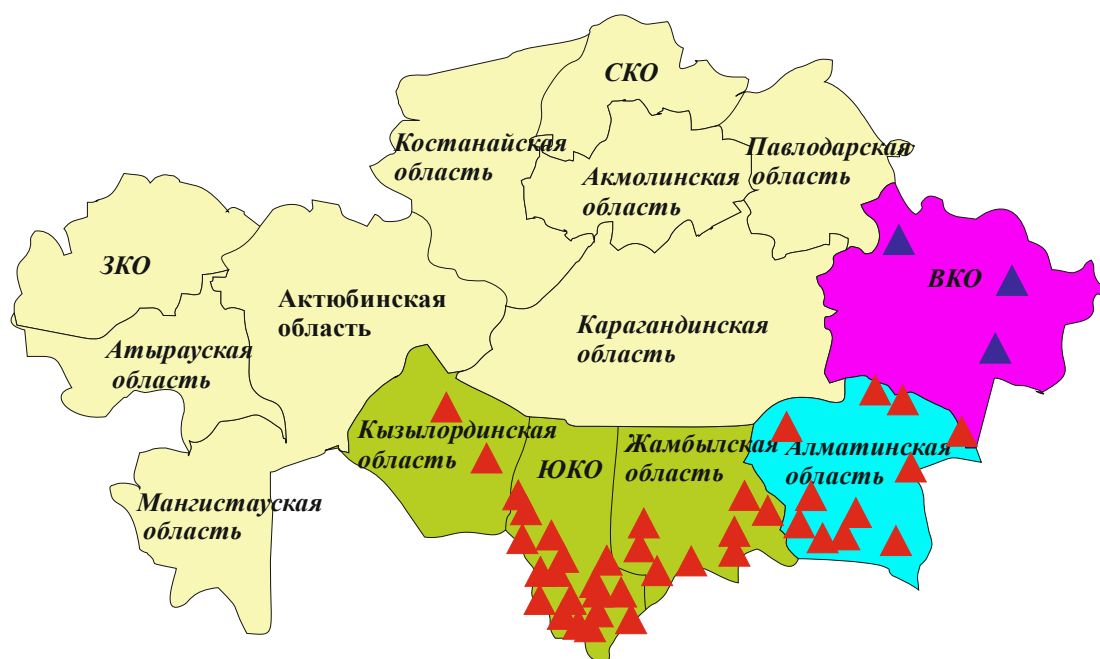 СКО
Костанайская
область
Павлодарская
область
Акмолинская
область
ЗКО
ВКО
Актюбинская
область
Карагандинская
область
Атырауская
область
Кызылординская
область
ЮКО
Жамбылская
область
Алматинская
область
Мангистауская
область